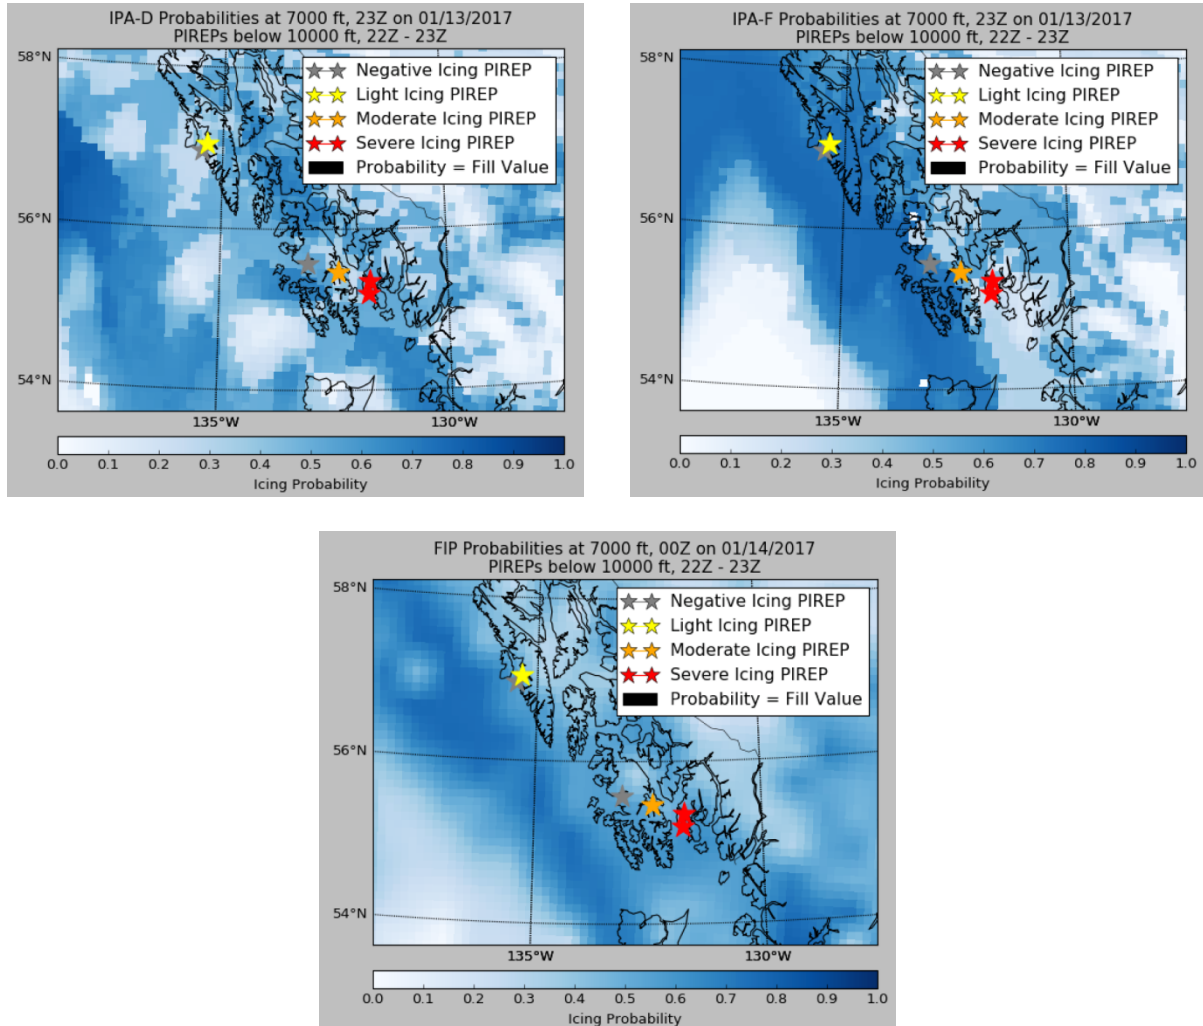 IPA-D Probabilities at 7000 ft, 23Z on 01/13/2017
PIREPs below 10000 ft, 22Z - 23Z
58°N
56°N
54°N
Negative Icing PIREP
Light Icing PIREP
Moderate Icing PIREP
Severe Icing PIREP
Probability = Fill Value
135°W 130°W
0.0 0.1 0.2 0.3 0.4 0.5 0.6 0.7 0.8 0.9 1.0
Icing Probability
IPA-F Probabilities at 7000 ft, 23Z on 01/13/2017
PIREPs below 10000 ft, 22Z - 23Z
58°N
56°N
54°N
Negative Icing PIREP
Light Icing PIREP
Moderate Icing PIREP
Severe Icing PIREP
Probability = Fill Value
135°W 130°W
0.0 0.1 0.2 0.3 0.4 0.5 0.6 0.7 0.8 0.9 1.0
Icing Probability
FIP Probabilities at 7000 ft, 00Z on 01/14/2017
PIREPs below 10000 ft, 22Z - 23Z
58°N
56°N
54°N
Negative Icing PIREP
Light Icing PIREP
Moderate Icing PIREP
Severe Icing PIREP
Probability = Fill Value
135°W 130°W
0.0 0.1 0.2 0.3 0.4 0.5 0.6 0.7 0.8 0.9 1.0
Icing Probability